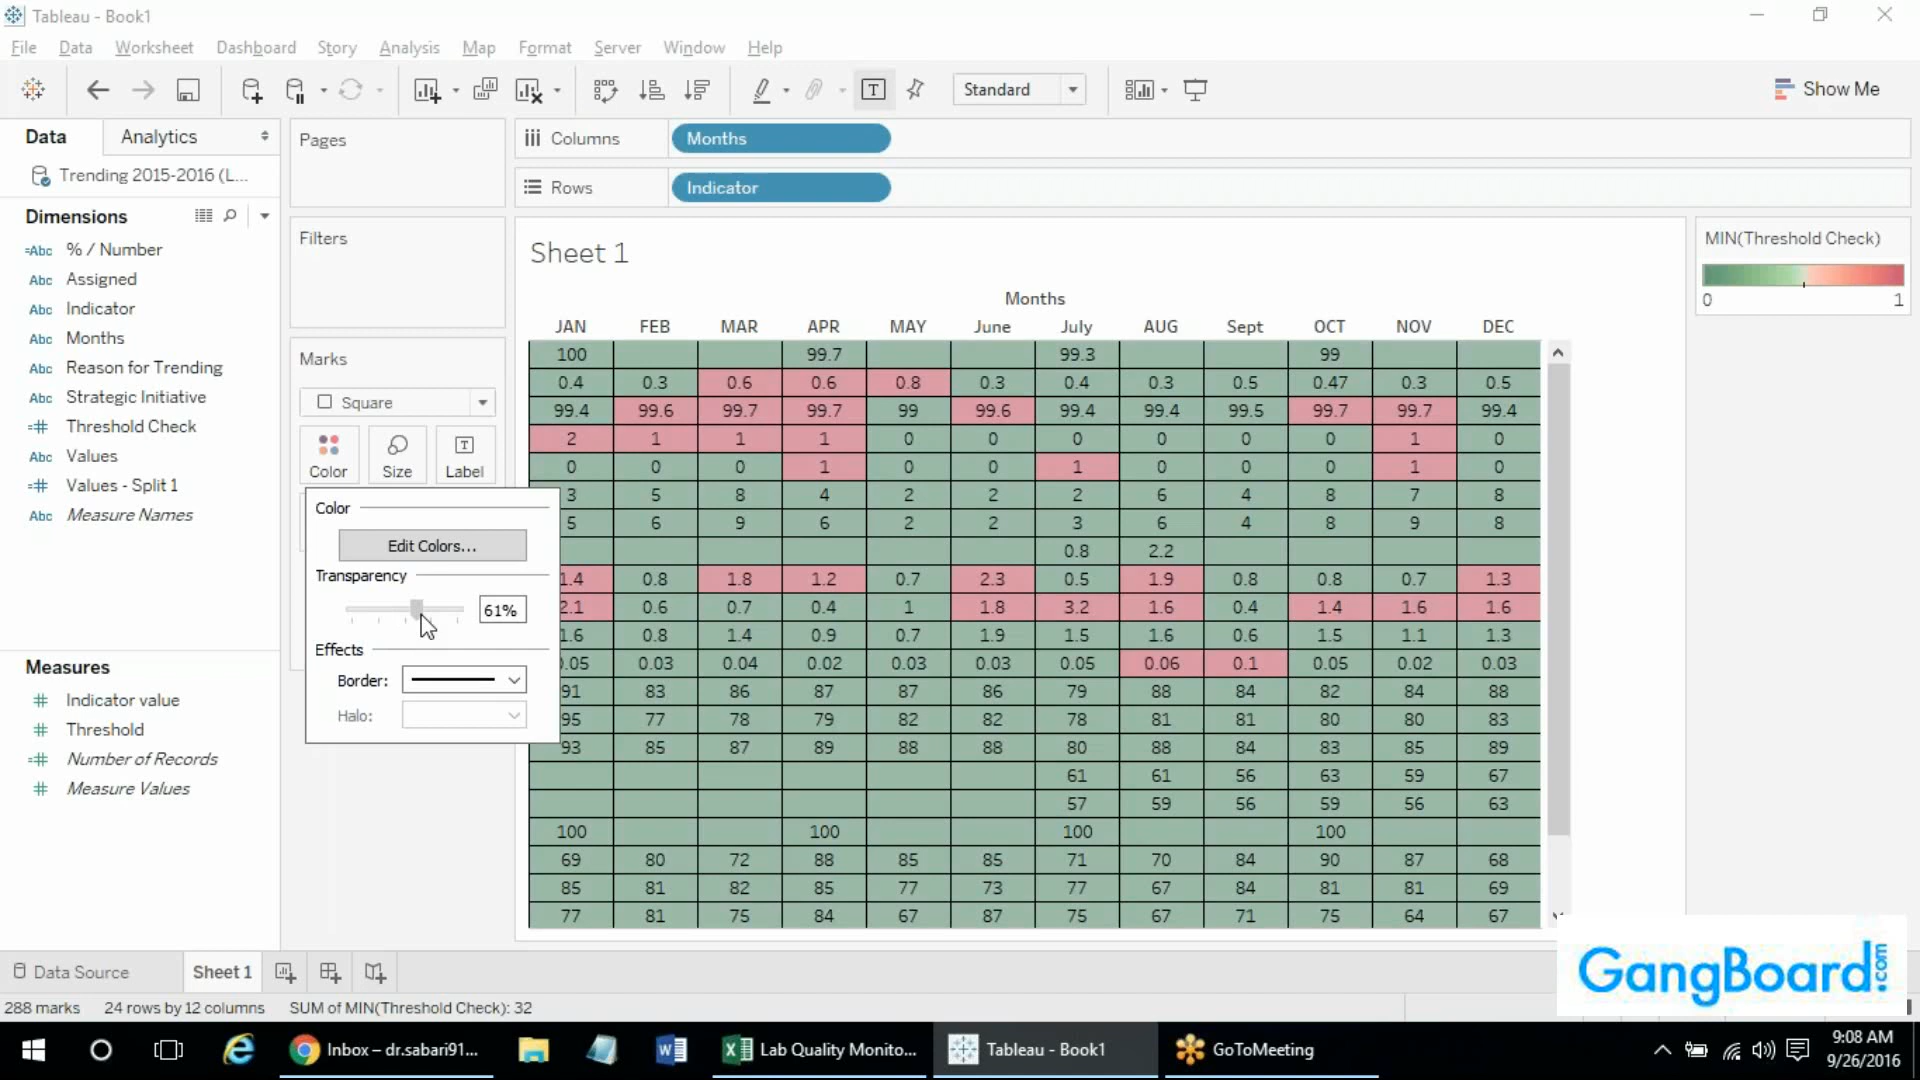 Tableau - Book1
File Data Worksheet Dashboard Story Analysis Map Format Server Window Help
Standard
Show Me
Data Analytics
Trending 2015-2016 (L...
Dimensions
Abc % / Number
Abc Assigned
Abc Indicator
Abc Months
Abc Reason for Trending
Abc Strategic Initiative
Threshold Check
Abc Values
Values - Split 1
Abc Measure Names
Measures
Indicator value
Threshold
Number of Records
Measure Values
Pages
Filters
Marks
Square
Color Size Label
Color
Edit Colors...
Transparency
61%
Effects
Border:
Halo:
Columns Months
Rows Indicator
Sheet 1
Months
JAN FEB MAR APR MAY June July AUG Sept OCT NOV DEC
100 99.7 99.3 99
0.4 0.3 0.6 0.6 0.8 0.3 0.4 0.3 0.5 0.47 0.3 0.5
99.4 99.6 99.7 99.7 99 99.6 99.4 99.4 99.5 99.7 99.7 99.4
2 1 1 1 0 0 0 0 0 0 1 0
0 0 0 1 0 0 1 0 0 0 1 0
3 5 8 4 2 2 2 6 4 8 7 8
5 6 9 6 2 2 3 6 4 8 9 8
0.8 2.2
1.4 0.8 1.8 1.2 0.7 2.3 0.5 1.9 0.8 0.8 0.7 1.3
2.1 0.6 0.7 0.4 1 1.8 3.2 1.6 0.4 1.4 1.6 1.6
1.6 0.8 1.4 0.9 0.7 1.9 1.5 1.6 0.6 1.5 1.1 1.3
0.05 0.03 0.04 0.02 0.03 0.03 0.05 0.06 0.1 0.05 0.02 0.03
91 83 86 87 87 86 79 88 84 82 84 88
95 77 78 79 82 82 78 81 81 80 80 83
93 85 87 89 88 88 80 88 84 83 85 89
61 61 56 63 59 67
57 59 56 59 56 63
100 100 100 100
69 80 72 88 85 85 71 70 84 90 87 68
85 81 82 85 77 73 77 67 84 81 81 69
77 81 75 84 67 87 75 67 71 75 64 67
MIN(Threshold Check)
0 1
GangBoard.com
Data Source Sheet 1
288 marks 24 rows by 12 columns SUM of MIN(Threshold Check): 32
Inbox – dr.sabari91... Lab Quality Monito... Tableau - Book1 GoToMeeting
9:08 AM
9/26/2016